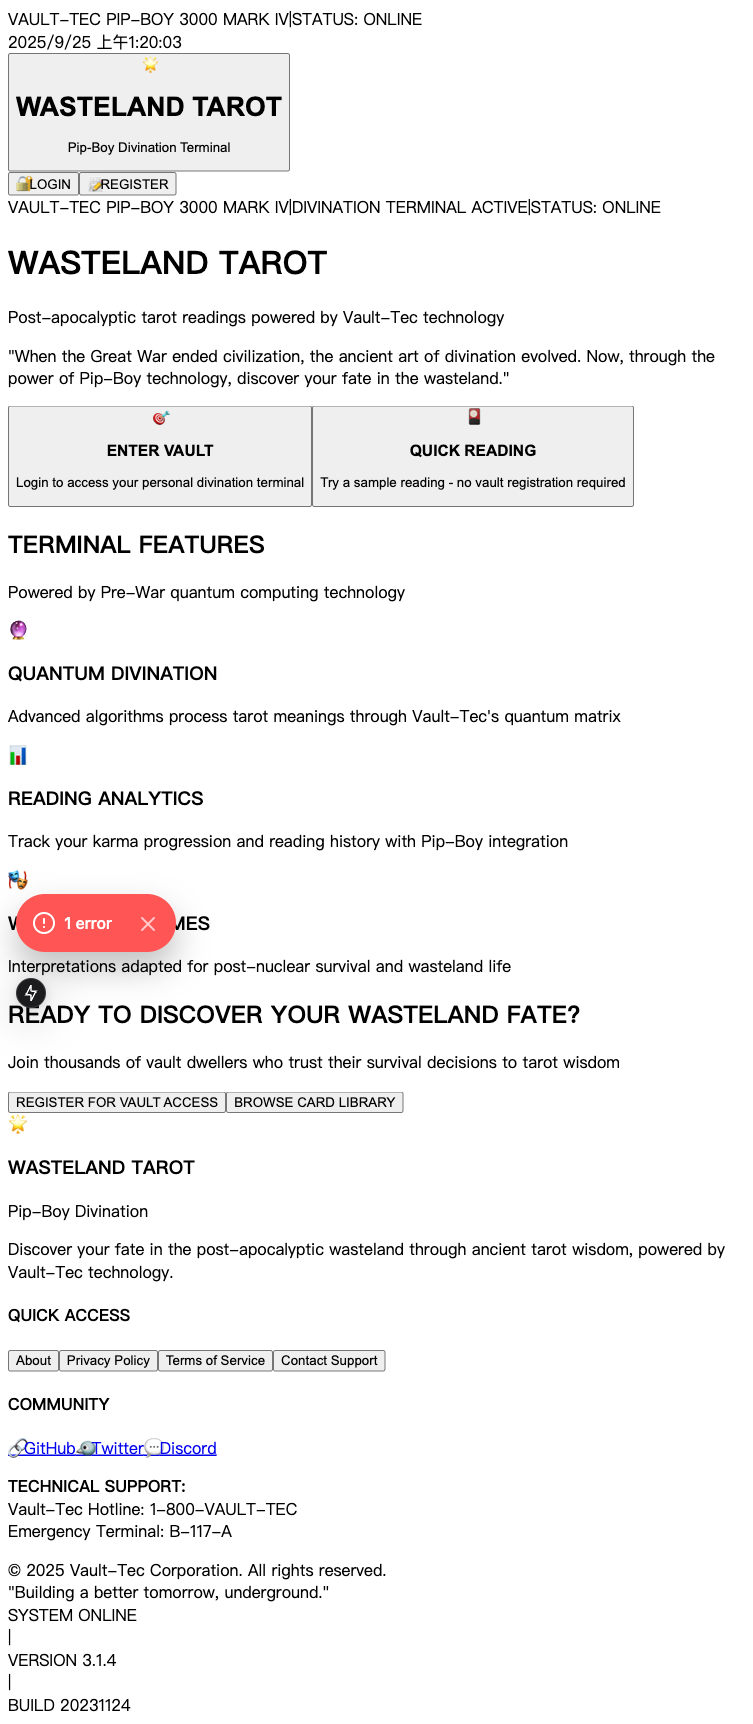 VAULT-TEC PIP-BOY 3000 MARK IV|STATUS: ONLINE
2025/9/25 上午1:20:03
WASTELAND TAROT
Pip-Boy Divination Terminal
LOGIN REGISTER
VAULT-TEC PIP-BOY 3000 MARK IV|DIVINATION TERMINAL ACTIVE|STATUS: ONLINE
WASTELAND TAROT
Post-apocalyptic tarot readings powered by Vault-Tec technology
"When the Great War ended civilization, the ancient art of divination evolved. Now, through the
power of Pip-Boy technology, discover your fate in the wasteland."
ENTER VAULT
Login to access your personal divination terminal
QUICK READING
Try a sample reading - no vault registration required
TERMINAL FEATURES
Powered by Pre-War quantum computing technology
QUANTUM DIVINATION
Advanced algorithms process tarot meanings through Vault-Tec's quantum matrix
READING ANALYTICS
Track your karma progression and reading history with Pip-Boy integration
1 error
Interpretations adapted for post-nuclear survival and wasteland life
READY TO DISCOVER YOUR WASTELAND FATE?
Join thousands of vault dwellers who trust their survival decisions to tarot wisdom
REGISTER FOR VAULT ACCESS BROWSE CARD LIBRARY
WASTELAND TAROT
Pip-Boy Divination
Discover your fate in the post-apocalyptic wasteland through ancient tarot wisdom, powered by
Vault-Tec technology.
QUICK ACCESS
About Privacy Policy Terms of Service Contact Support
COMMUNITY
GitHub Twitter Discord
TECHNICAL SUPPORT:
Vault-Tec Hotline: 1-800-VAULT-TEC
Emergency Terminal: B-117-A
© 2025 Vault-Tec Corporation. All rights reserved.
"Building a better tomorrow, underground."
SYSTEM ONLINE
|
VERSION 3.1.4
|
BUILD 20231124